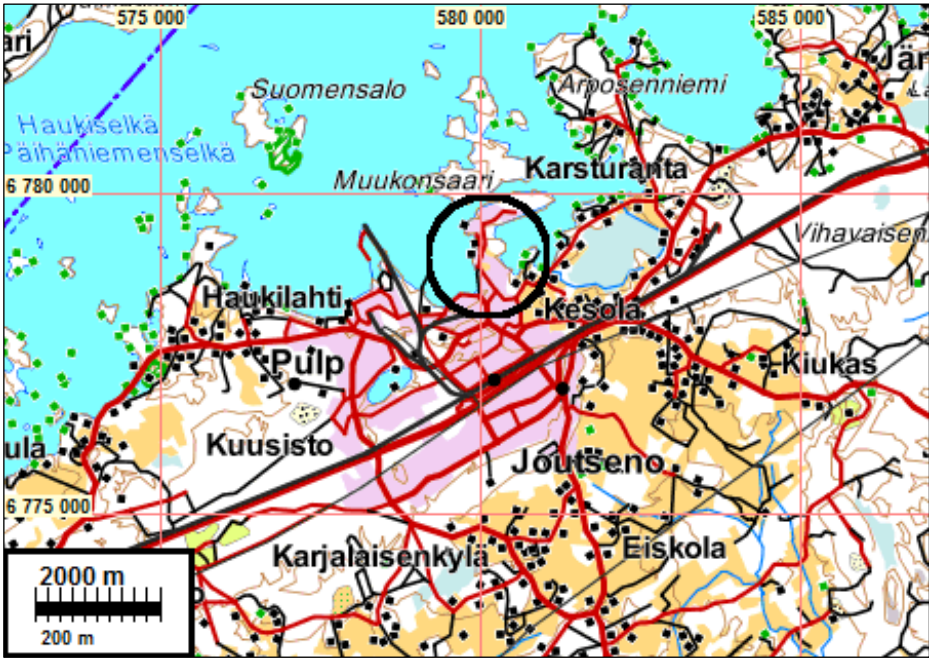 575 000
580 000
585 000
ari
Jär
Suomensalo
Arposenniemi
Haukiselkä
Päihäniemenselkä
Karsturanta
Muukonsaari
6 780 000
Vihavaisen
Haukilahti
Kesola
Pulp
Kiukas
Kuusisto
ula
Joutseno
6 775 000
Karjalaisenkylä
Eiskola
2000 m
200 m